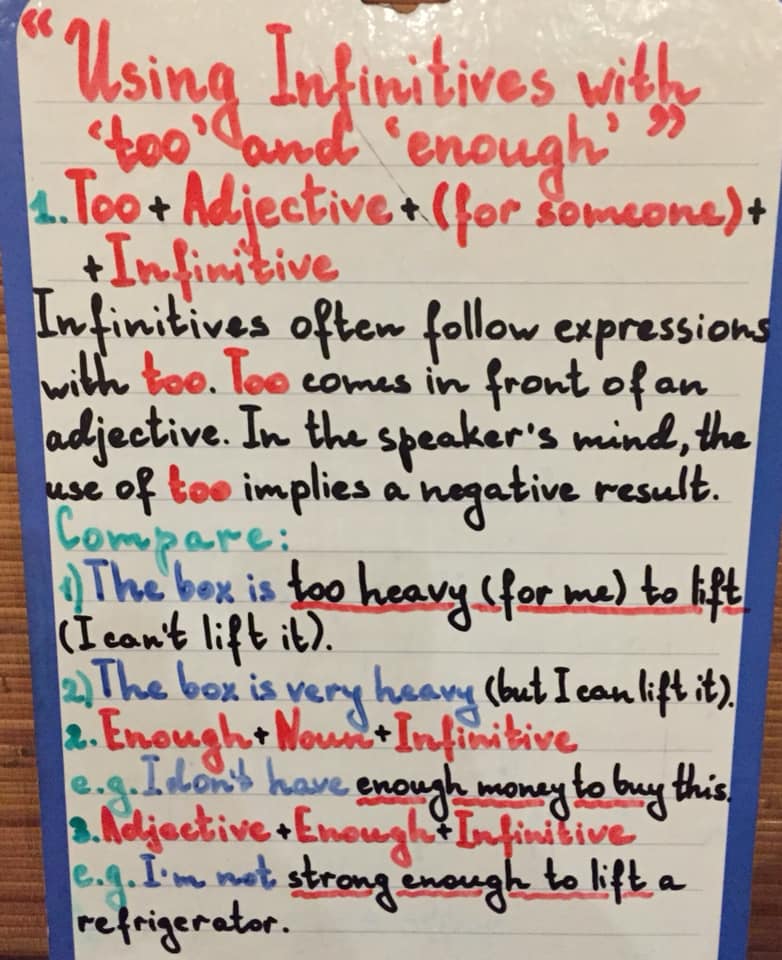 “Using Infinitives with
‘too’ and ‘enough’”
1. Too + Adjective + (for someone) +
+ Infinitive
Infinitives often follow expressions
with too. Too comes in front of an
adjective. In the speaker's mind, the
use of too implies a negative result.
Compare:
1) The box is too heavy (for me) to lift
(I can't lift it).
2) The box is very heavy (but I can lift it).
2. Enough + Noun + Infinitive
e.g. I don't have enough money to buy this.
3. Adjective + Enough + Infinitive
e.g. I'm not strong enough to lift a
refrigerator.